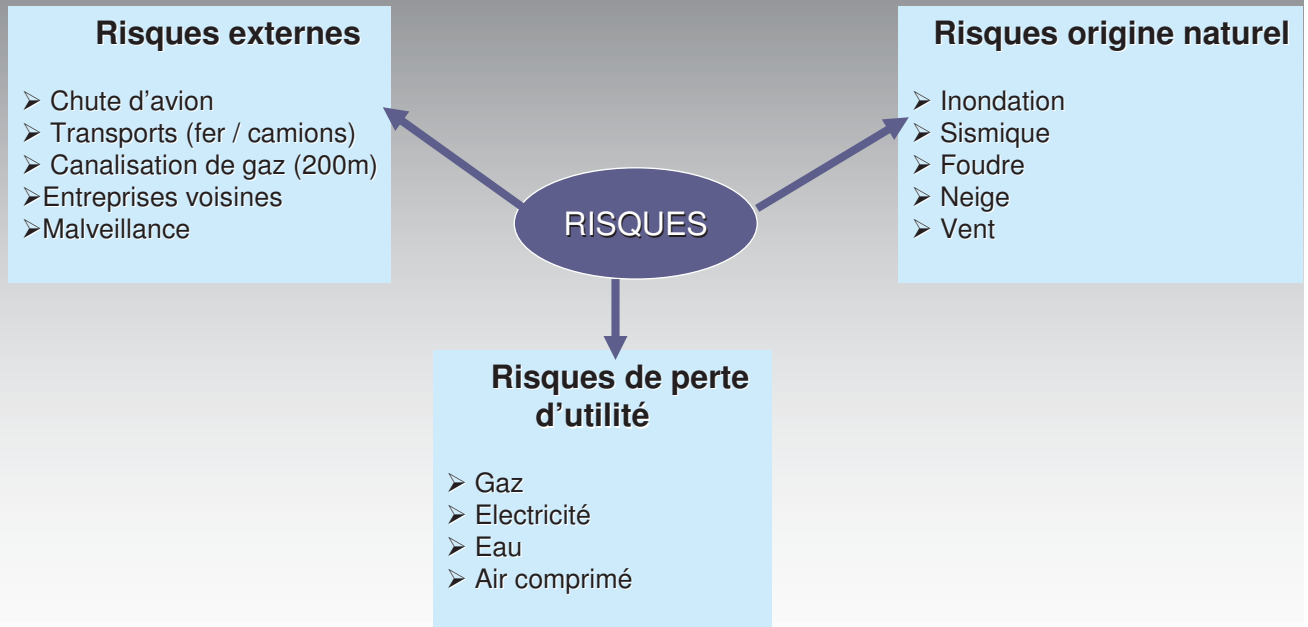 Risques externes
➢ Chute d'avion
➢ Transports (fer / camions)
➢ Canalisation de gaz (200m)
➢Entreprises voisines
➢Malveillance
RISQUES
Risques origine naturel
➢ Inondation
➢ Sismique
➢ Foudre
➢ Neige
➢ Vent
Risques de perte
d’utilité
➢ Gaz
➢ Electricité
➢ Eau
➢ Air comprimé